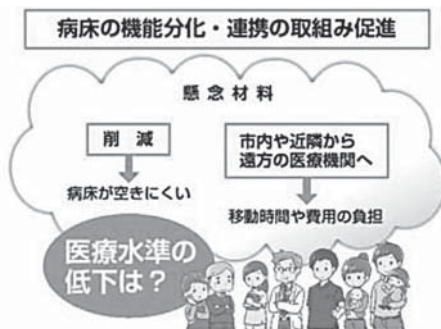 病床の機能分化・連携の取組み促進
懸念材料
削減
病床が空きにくい
市内や近隣から
遠方の医療機関へ
移動時間や費用の負担
医療水準の
低下は？